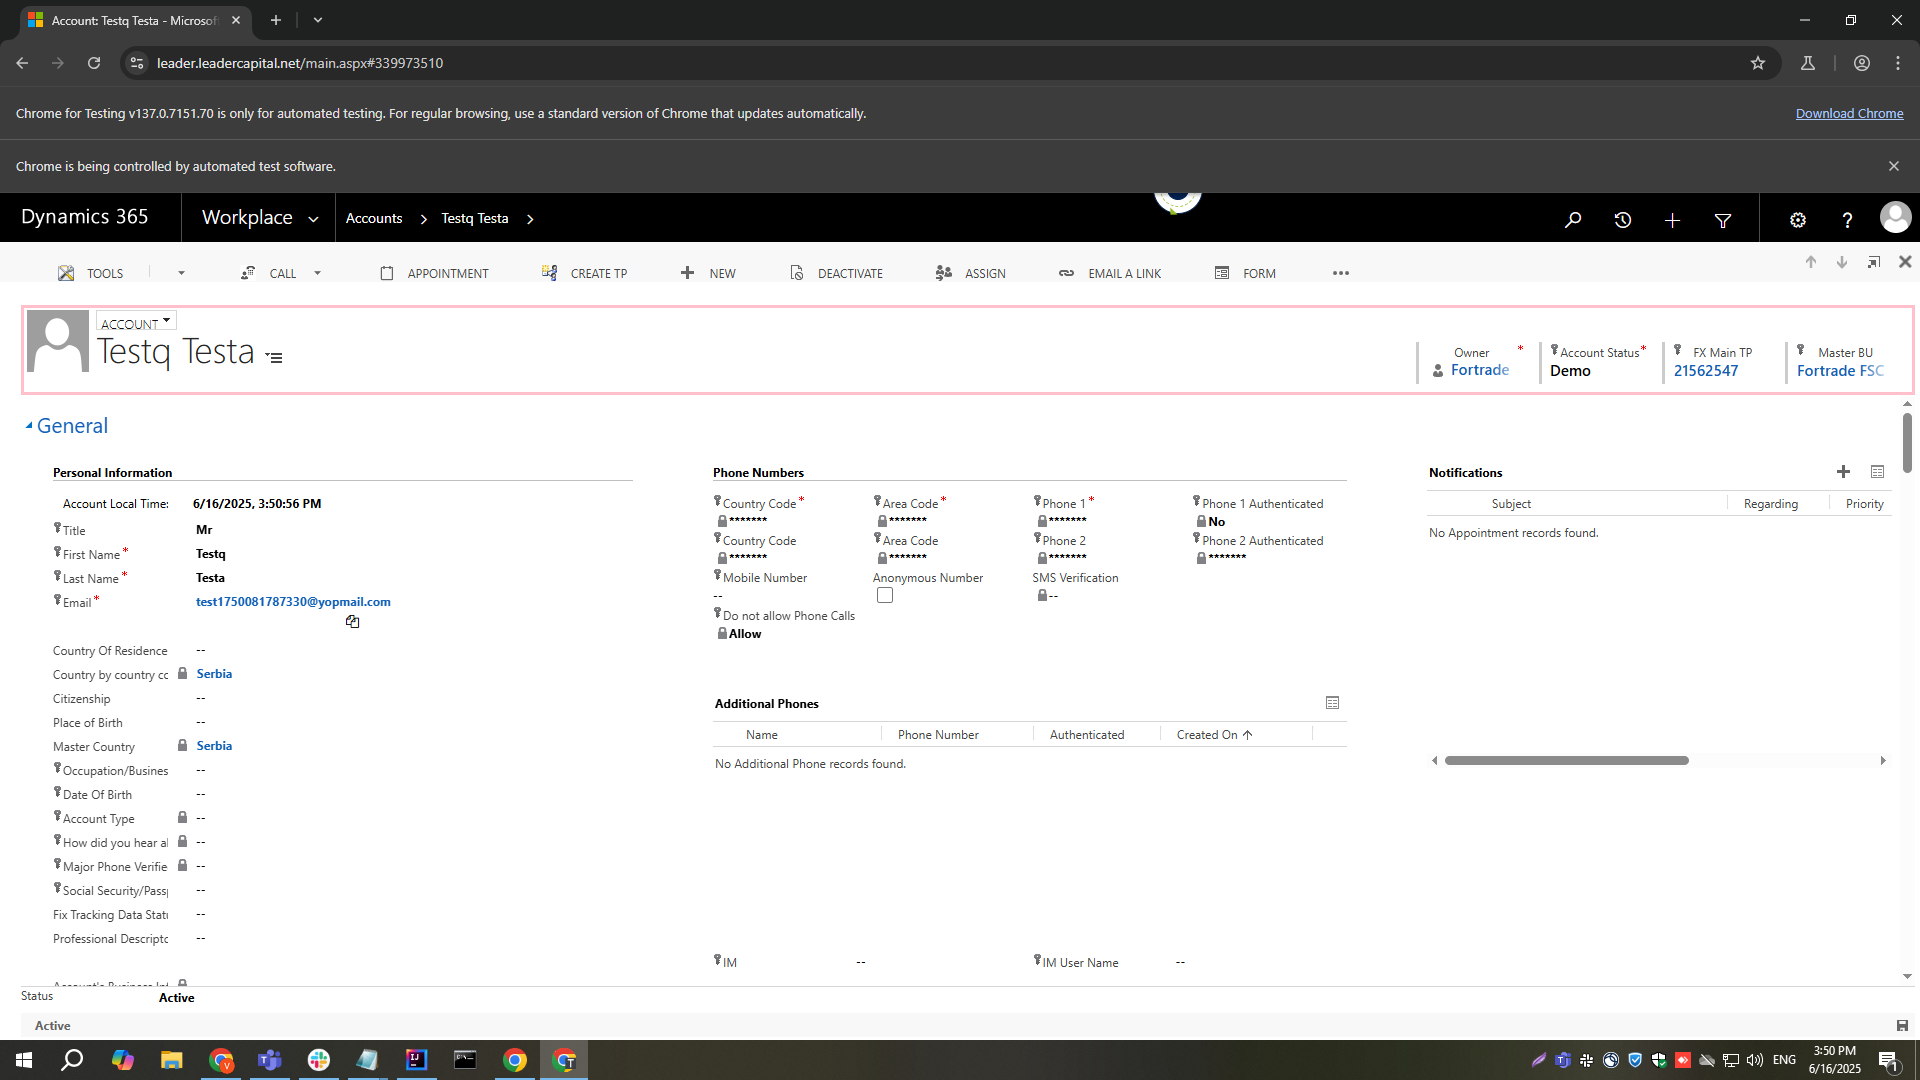 Account: Testq Testa - Microsof
leader.leadercapital.net/main.aspx#339973510
Chrome for Testing v137.0.7151.70 is only for automated testing. For regular browsing, use a standard version of Chrome that updates automatically.
Download Chrome
Chrome is being controlled by automated test software.
Dynamics 365
Workplace
Accounts
Testq Testa
TOOLS
CALL
APPOINTMENT
CREATE TP
NEW
DEACTIVATE
ASSIGN
EMAIL A LINK
FORM
ACCOUNT
Testq Testa
Owner *
Fortrade
Account Status *
Demo
FX Main TP
21562547
Master BU
Fortrade FSC
General
Personal Information
Account Local Time: 6/16/2025, 3:50:56 PM
Title Mr
First Name * Testq
Last Name * Testa
Email * test1750081787330@yopmail.com
Country Of Residence --
Country by country cc Serbia
Citizenship --
Place of Birth --
Master Country Serbia
Occupation/Busines --
Date Of Birth --
Account Type --
How did you hear a --
Major Phone Verifie --
Social Security/Pass --
Fix Tracking Data Stat --
Professional Descripto --
Phone Numbers
Country Code * Area Code * Phone 1 * Phone 1 Authenticated
******* ******* ******* No
Country Code Area Code Phone 2 Phone 2 Authenticated
******* ******* ******* *******
Mobile Number Anonymous Number SMS Verification
-- --
Do not allow Phone Calls
Allow
Additional Phones
Name Phone Number Authenticated Created On
No Additional Phone records found.
IM -- IM User Name --
Notifications
Subject Regarding Priority
No Appointment records found.
Status Active
Active
ENG
3:50 PM
6/16/2025
1